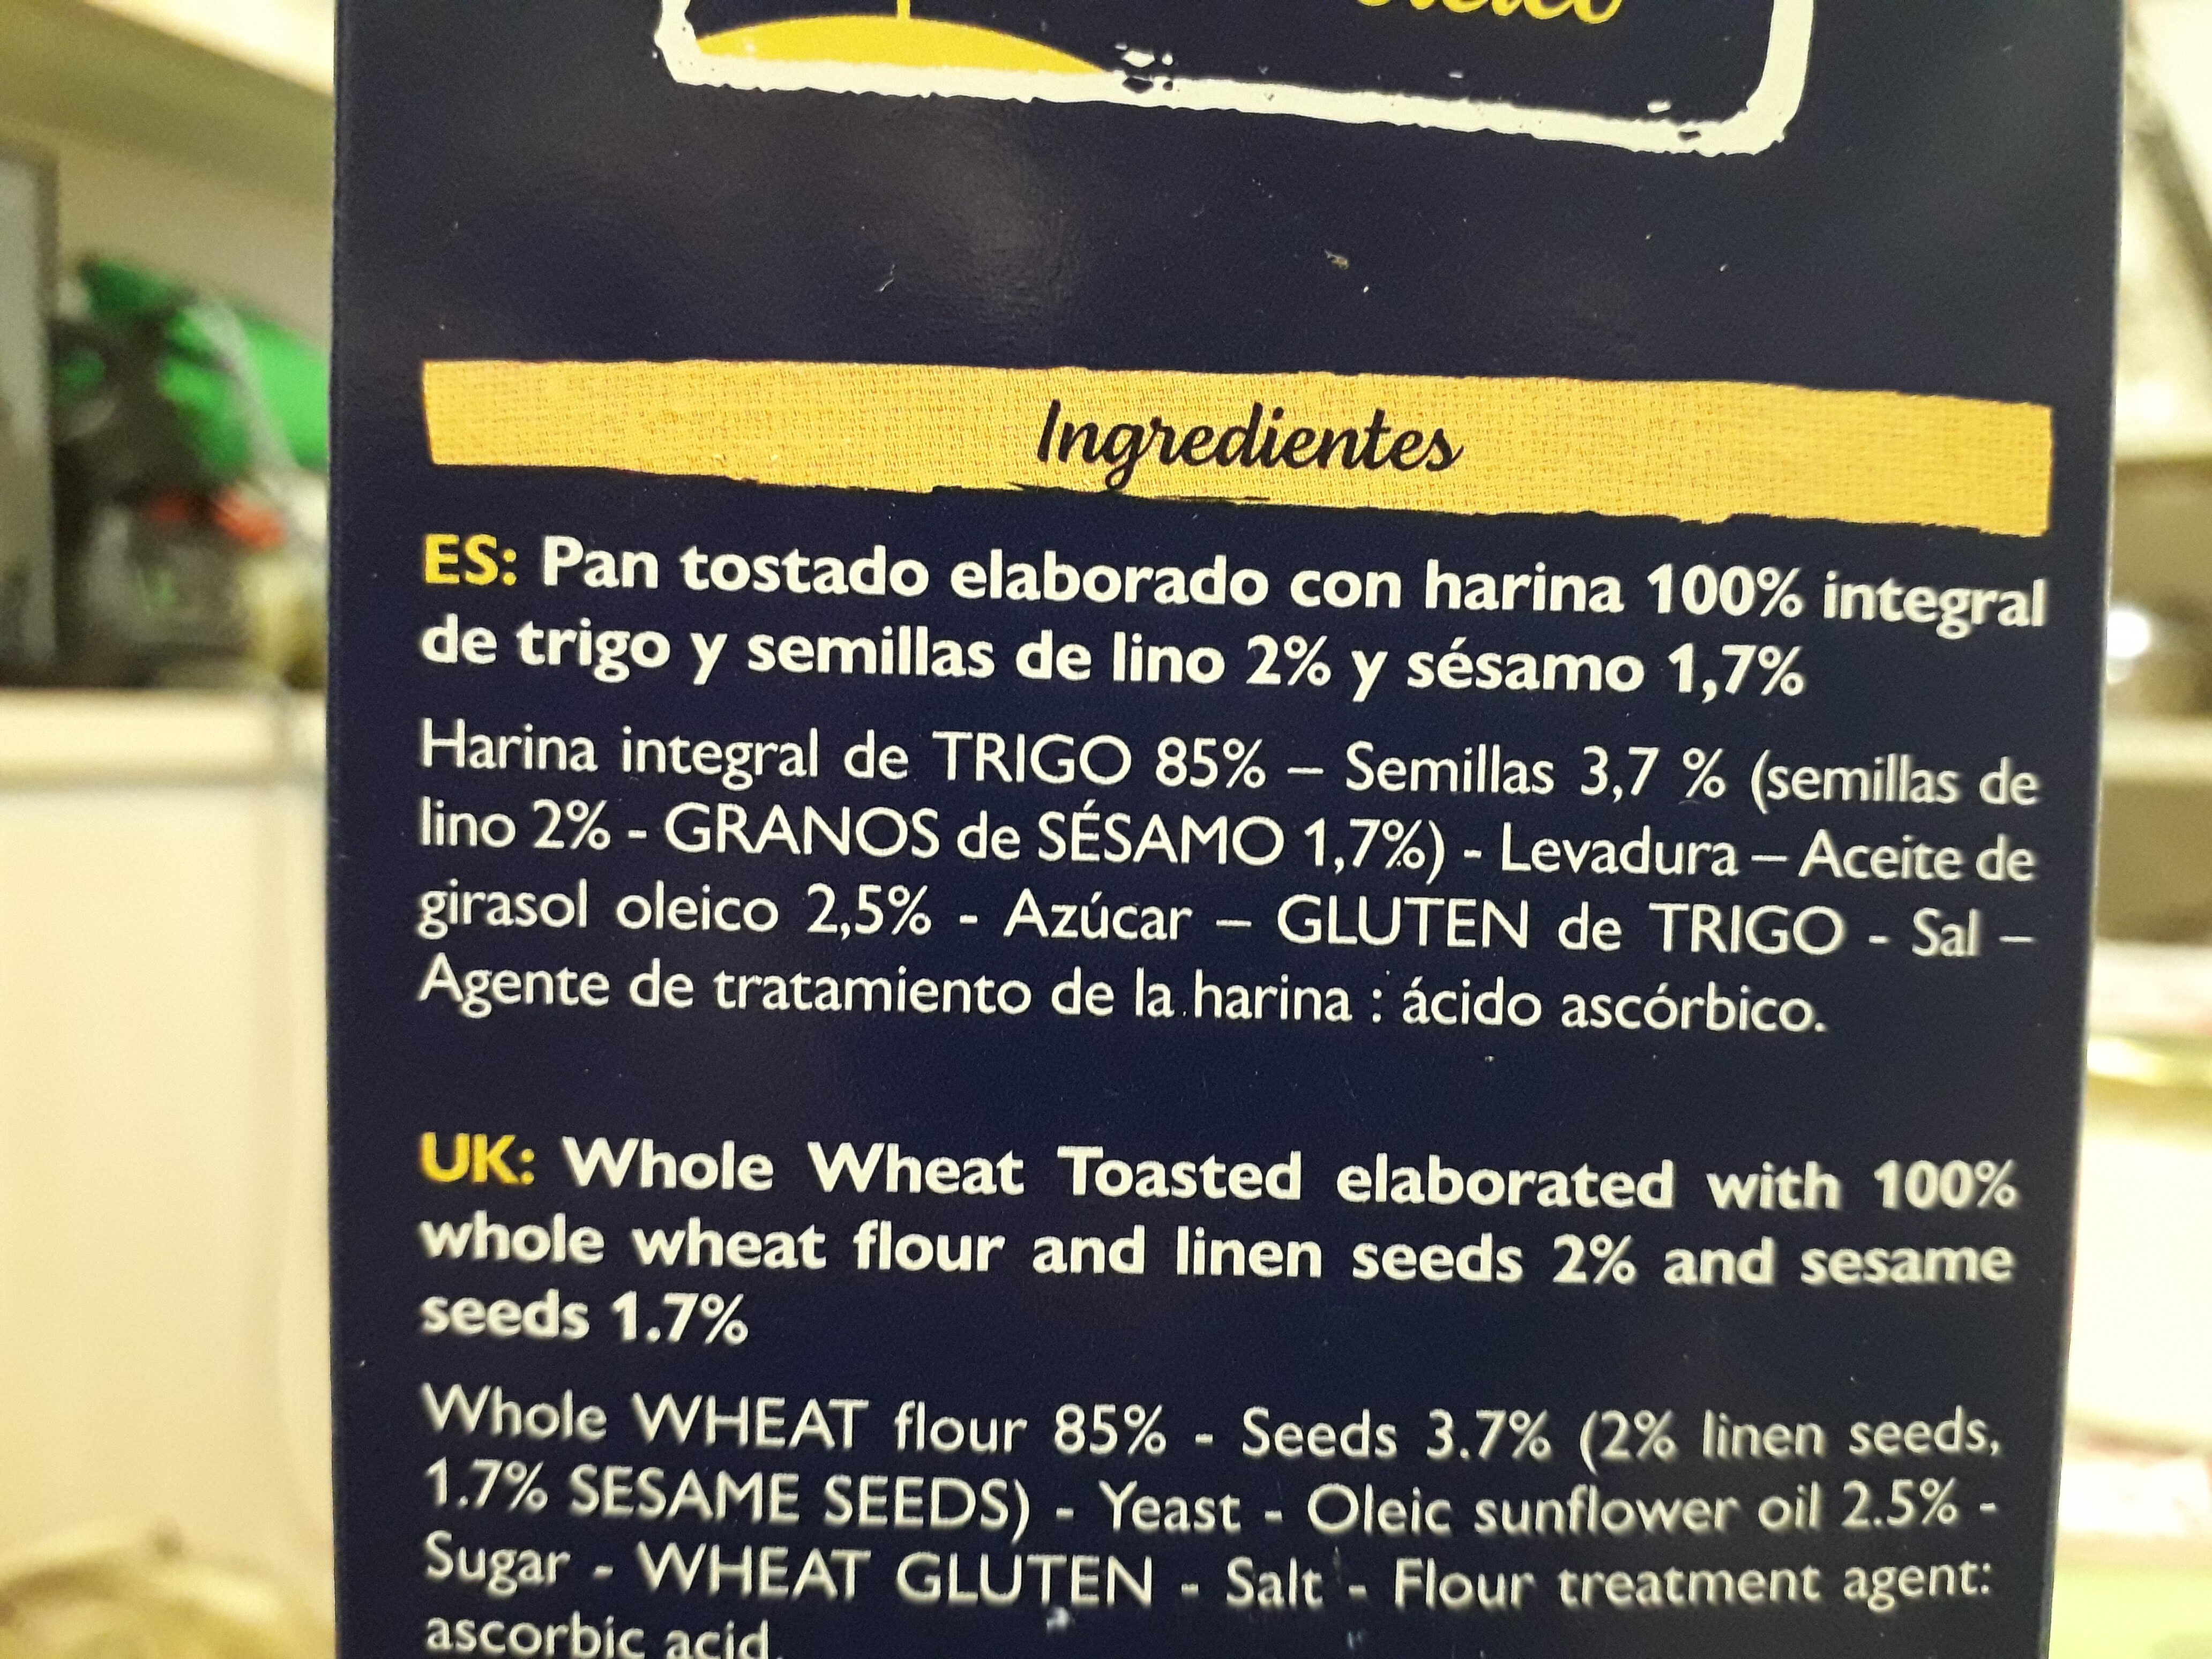 Ingredientes
ES: Pan tostado elaborado con harina 100% integral
de trigo y semillas de lino 2% y sésamo 1,7%
Harina integral de TRIGO 85% – Semillas 3,7 % (semillas de
lino 2% - GRANOS de SÉSAMO 1,7%) - Levadura – Aceite de
girasol oleico 2,5% - Azúcar – GLUTEN de TRIGO - Sal –
Agente de tratamiento de la harina : ácido ascórbico.
UK: Whole Wheat Toasted elaborated with 100%
whole wheat flour and linen seeds 2% and sesame
seeds 1.7%
Whole WHEAT flour 85% - Seeds 3.7% (2% linen seeds,
1.7% SESAME SEEDS) - Yeast - Oleic sunflower oil 2.5% -
Sugar - WHEAT GLUTEN - Salt - Flour treatment agent:
ascorbic acid.